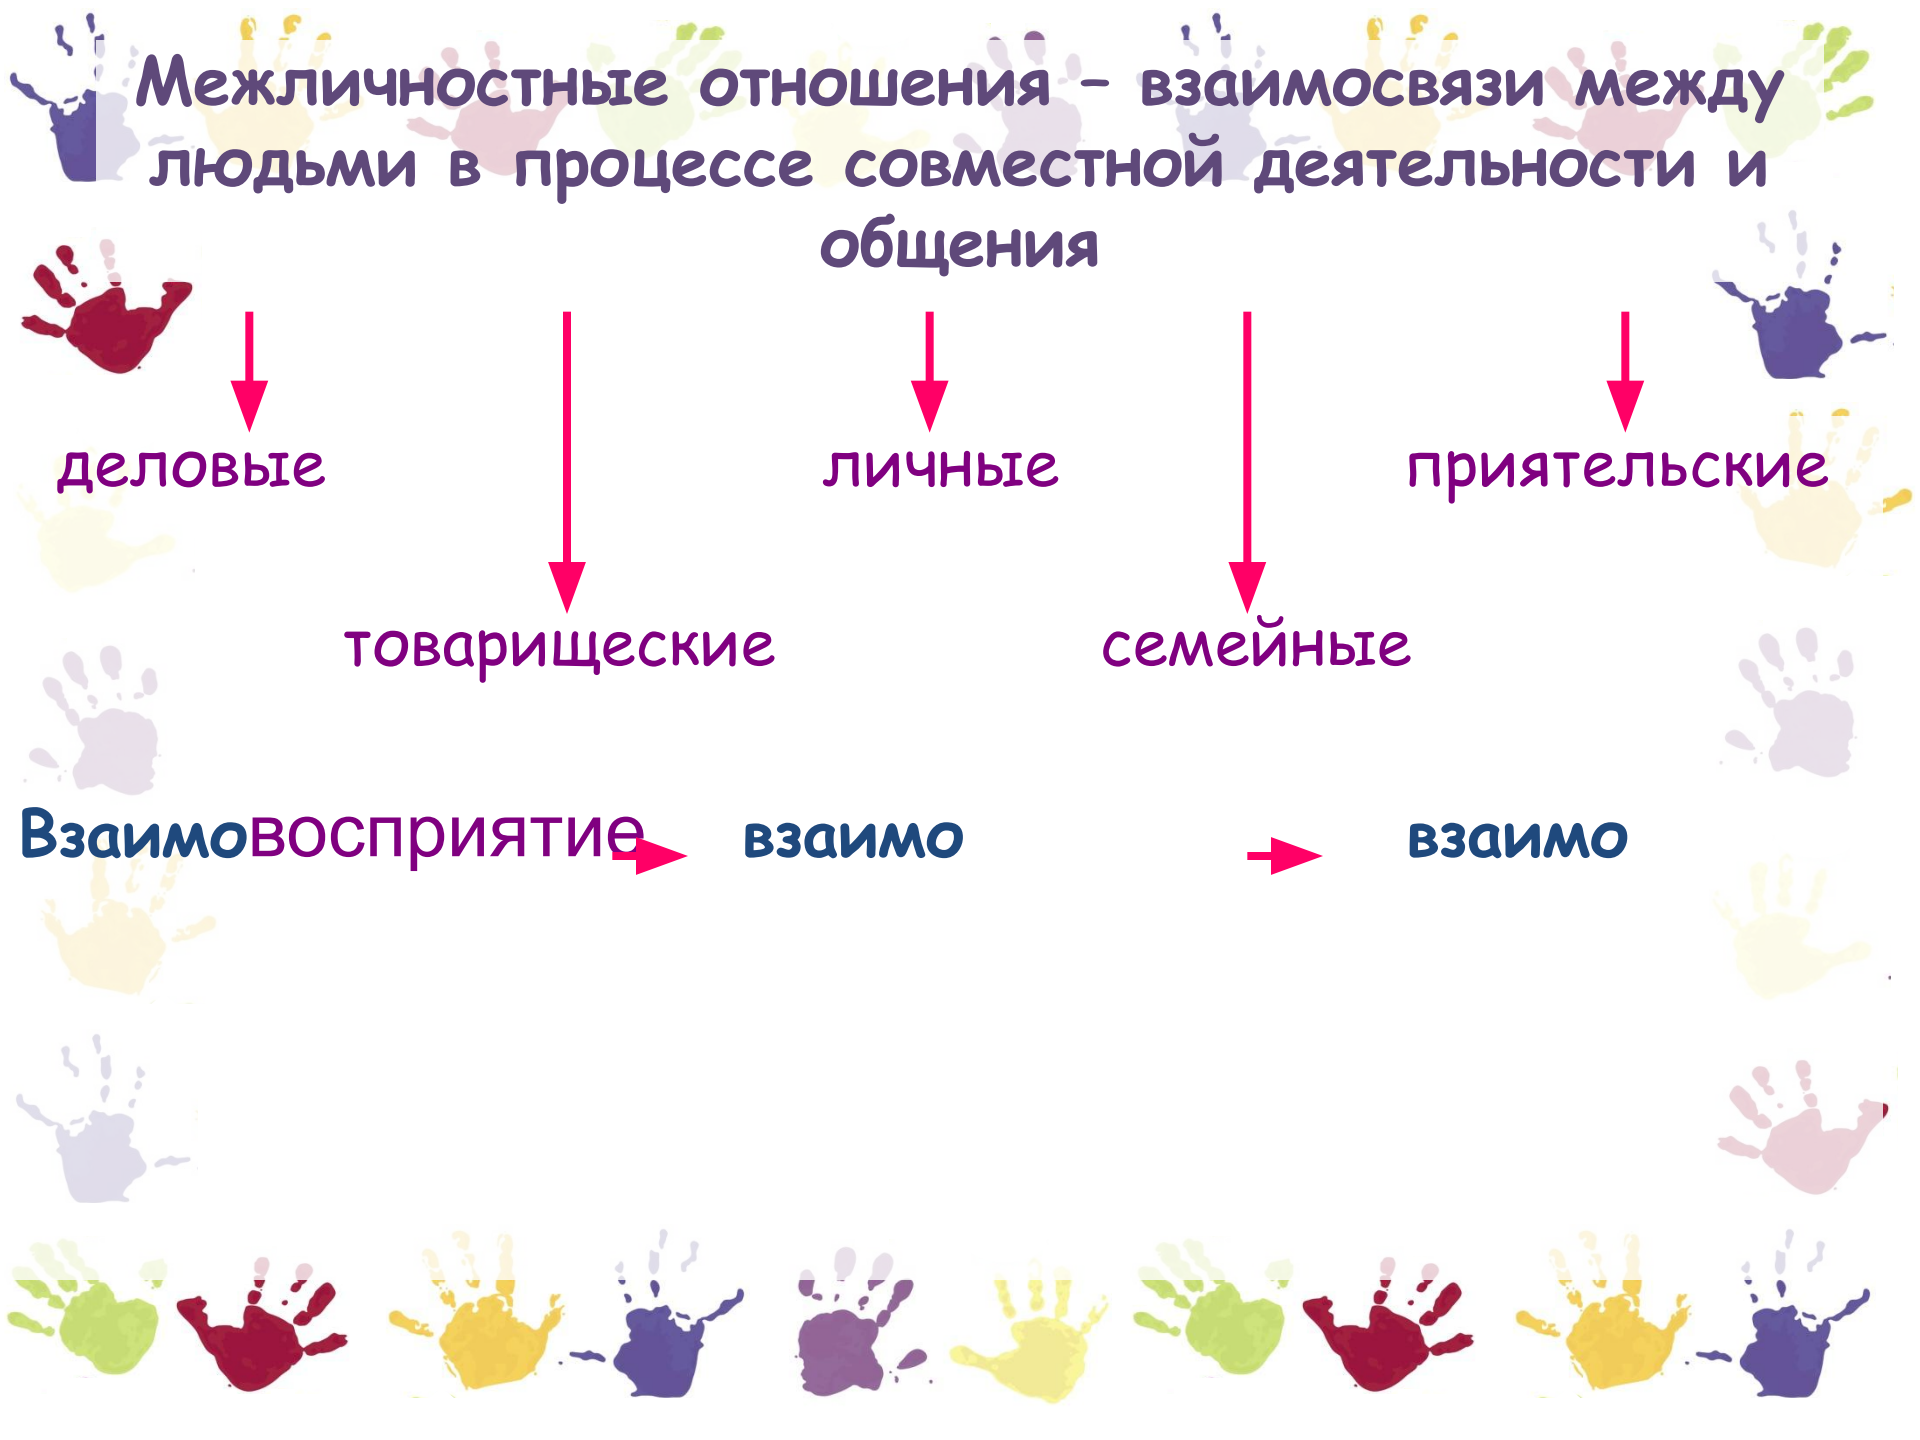 Межличностные отношения – взаимосвязи между
людьми в процессе совместной деятельности и
общения
деловые личные приятельские
товарищеские семейные
Взаимовосприятие взаимо взаимо